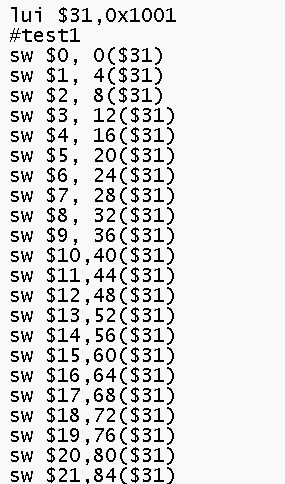 lui $31,0x1001
#test1
sw $0, 0($31)
sw $1, 4($31)
sw $2, 8($31)
sw $3, 12($31)
sw $4, 16($31)
sw $5, 20($31)
sw $6, 24($31)
sw $7, 28($31)
sw $8, 32($31)
sw $9, 36($31)
sw $10,40($31)
sw $11,44($31)
sw $12,48($31)
sw $13,52($31)
sw $14,56($31)
sw $15,60($31)
sw $16,64($31)
sw $17,68($31)
sw $18,72($31)
sw $19,76($31)
sw $20,80($31)
sw $21,84($31)